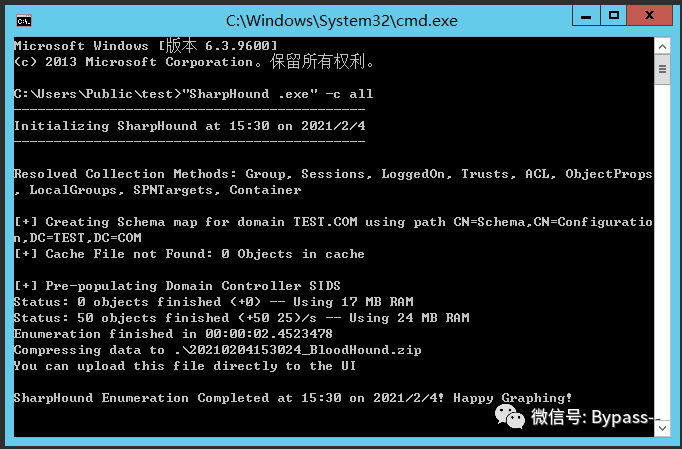 C:\Windows\System32\cmd.exe
Microsoft Windows [版本 6.3.9600]
(c) 2013 Microsoft Corporation。保留所有权利。
C:\Users\Public\test>"SharpHound .exe" -c all
-----------------------------------------------
Initializing SharpHound at 15:30 on 2021/2/4
-----------------------------------------------
Resolved Collection Methods: Group, Sessions, LoggedOn, Trusts, ACL, ObjectProps
, LocalGroups, SPNTargets, Container
[+] Creating Schema map for domain TEST.COM using path CN=Schema,CN=Configuratio
n,DC=TEST,DC=COM
[+] Cache File not Found: 0 Objects in cache
[+] Pre-populating Domain Controller SIDS
Status: 0 objects finished (+0) -- Using 17 MB RAM
Status: 50 objects finished (+50 25)/s -- Using 24 MB RAM
Enumeration finished in 00:00:02.4523478
Compressing data to .\20210204153024_BloodHound.zip
You can upload this file directly to the UI
SharpHound Enumeration Completed at 15:30 on 2021/2/4! Happy Graphing!
微信号: Bypass--